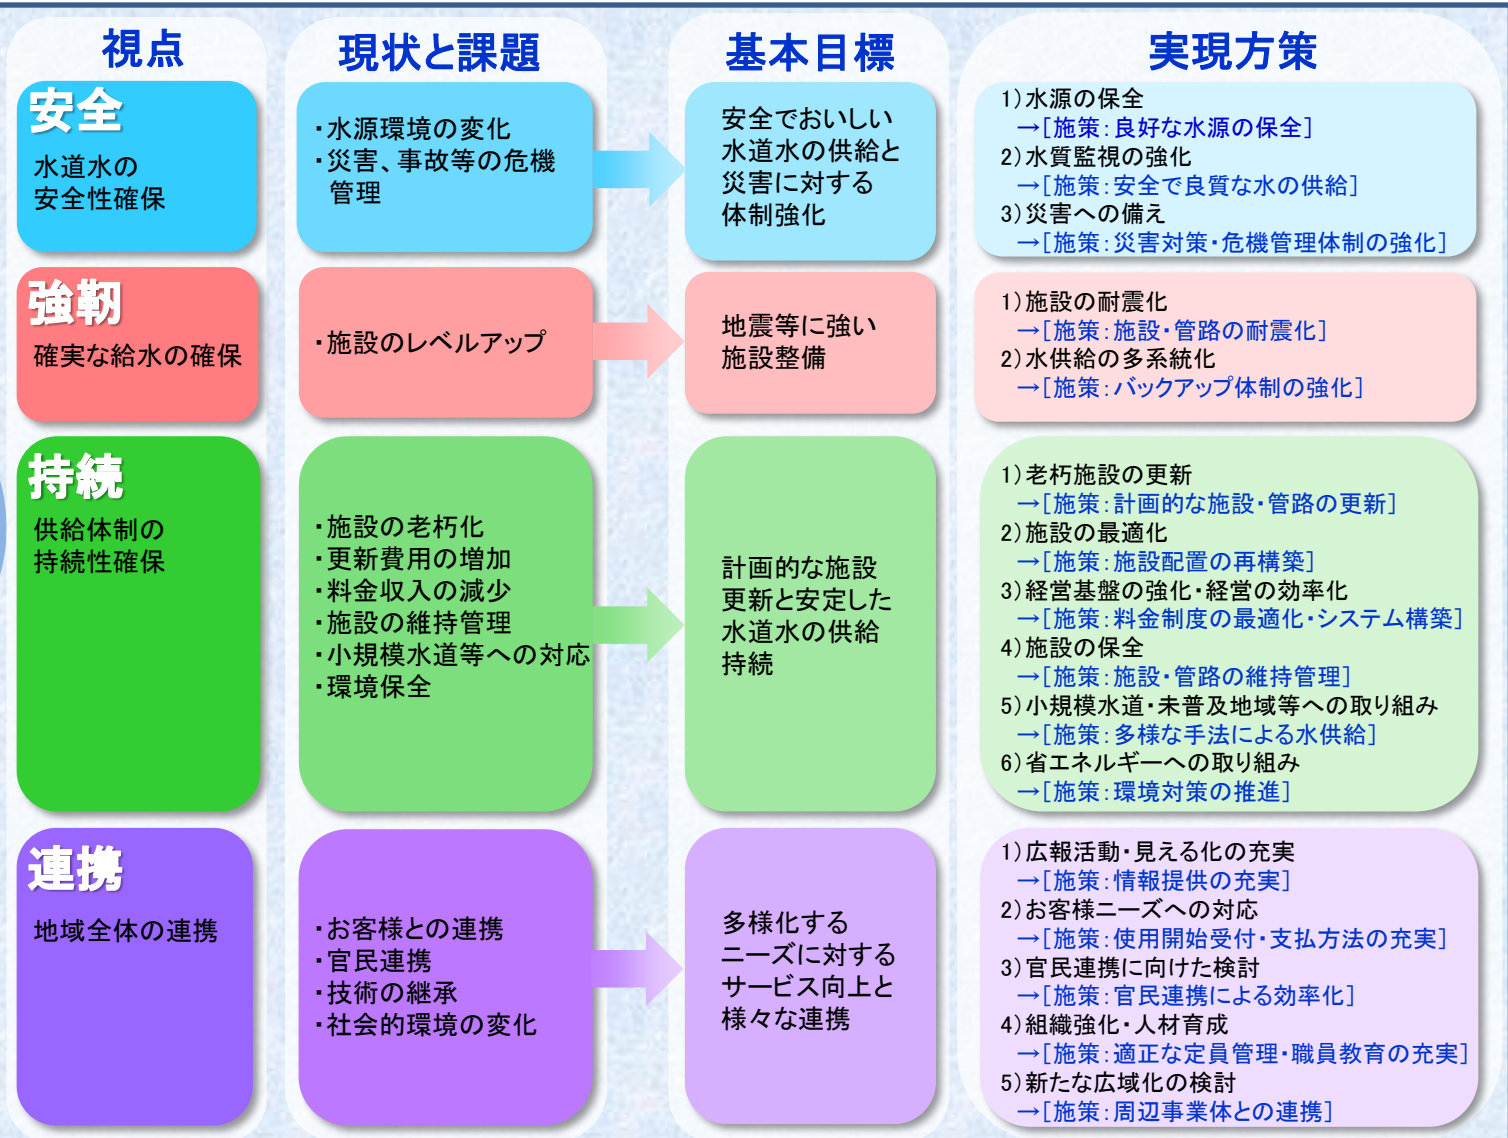 視点
現状と課題
基本目標
実現方策
安全
水道水の
安全性確保
・水源環境の変化
・災害、事故等の危機
管理
安全でおいしい
水道水の供給と
災害に対する
体制強化
1)水源の保全
→[施策:良好な水源の保全]
2)水質監視の強化
→[施策:安全で良質な水の供給]
3)災害への備え
→[施策:災害対策・危機管理体制の強化]
強靭
確実な給水の確保
・施設のレベルアップ
地震等に強い
施設整備
1)施設の耐震化
→[施策:施設・管路の耐震化]
2)水供給の多系統化
→[施策:バックアップ体制の強化]
持続
供給体制の
持続性確保
・施設の老朽化
・更新費用の増加
・料金収入の減少
・施設の維持管理
・小規模水道等への対応
・環境保全
計画的な施設
更新と安定した
水道水の供給
持続
1)老朽施設の更新
→[施策:計画的な施設・管路の更新]
2)施設の最適化
→[施策:施設配置の再構築]
3)経営基盤の強化・経営の効率化
→[施策:料金制度の最適化・システム構築]
4)施設の保全
→[施策:施設・管路の維持管理]
5)小規模水道・未普及地域等への取り組み
→[施策:多様な手法による水供給]
6)省エネルギーへの取り組み
→[施策:環境対策の推進]
連携
地域全体の連携
・お客様との連携
・官民連携
・技術の継承
・社会的環境の変化
多様化する
ニーズに対する
サービス向上と
様々な連携
1)広報活動・見える化の充実
→[施策:情報提供の充実]
2)お客様ニーズへの対応
→[施策:使用開始受付・支払方法の充実]
3)官民連携に向けた検討
→[施策:官民連携による効率化]
4)組織強化・人材育成
→[施策:適正な定員管理・職員教育の充実]
5)新たな広域化の検討
→[施策:周辺事業体との連携]